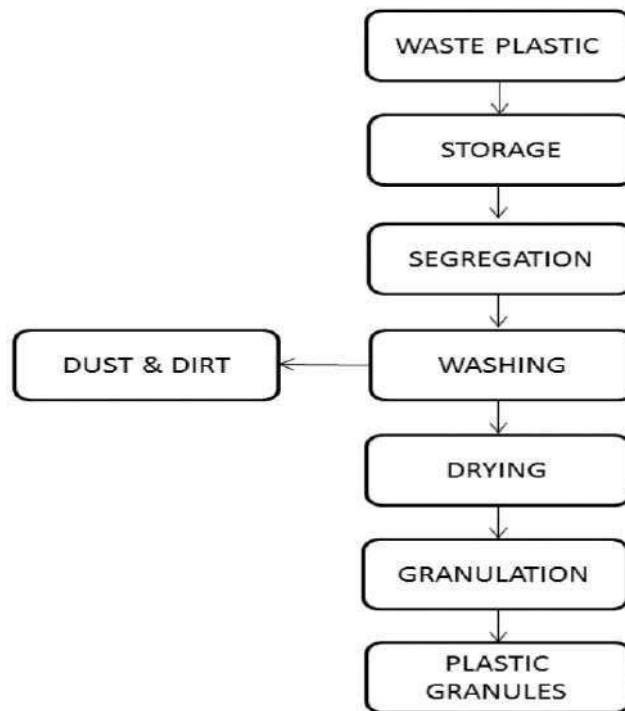 WASTE PLASTIC
STORAGE
SEGREGATION
DUST & DIRT
WASHING
DRYING
GRANULATION
PLASTIC
GRANULES